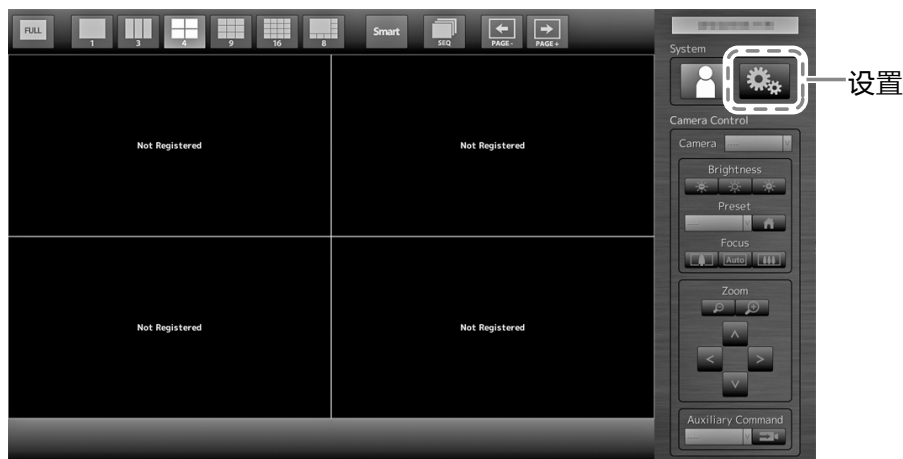 FULL
1
3
4
9
16
8
Smart
SEQ
PAGE-
PAGE+
System
设置
Camera Control
Camera ----
Brightness
Preset
----
Focus
Auto
Zoom
Auxiliary Command
----
Not Registered
Not Registered
Not Registered
Not Registered